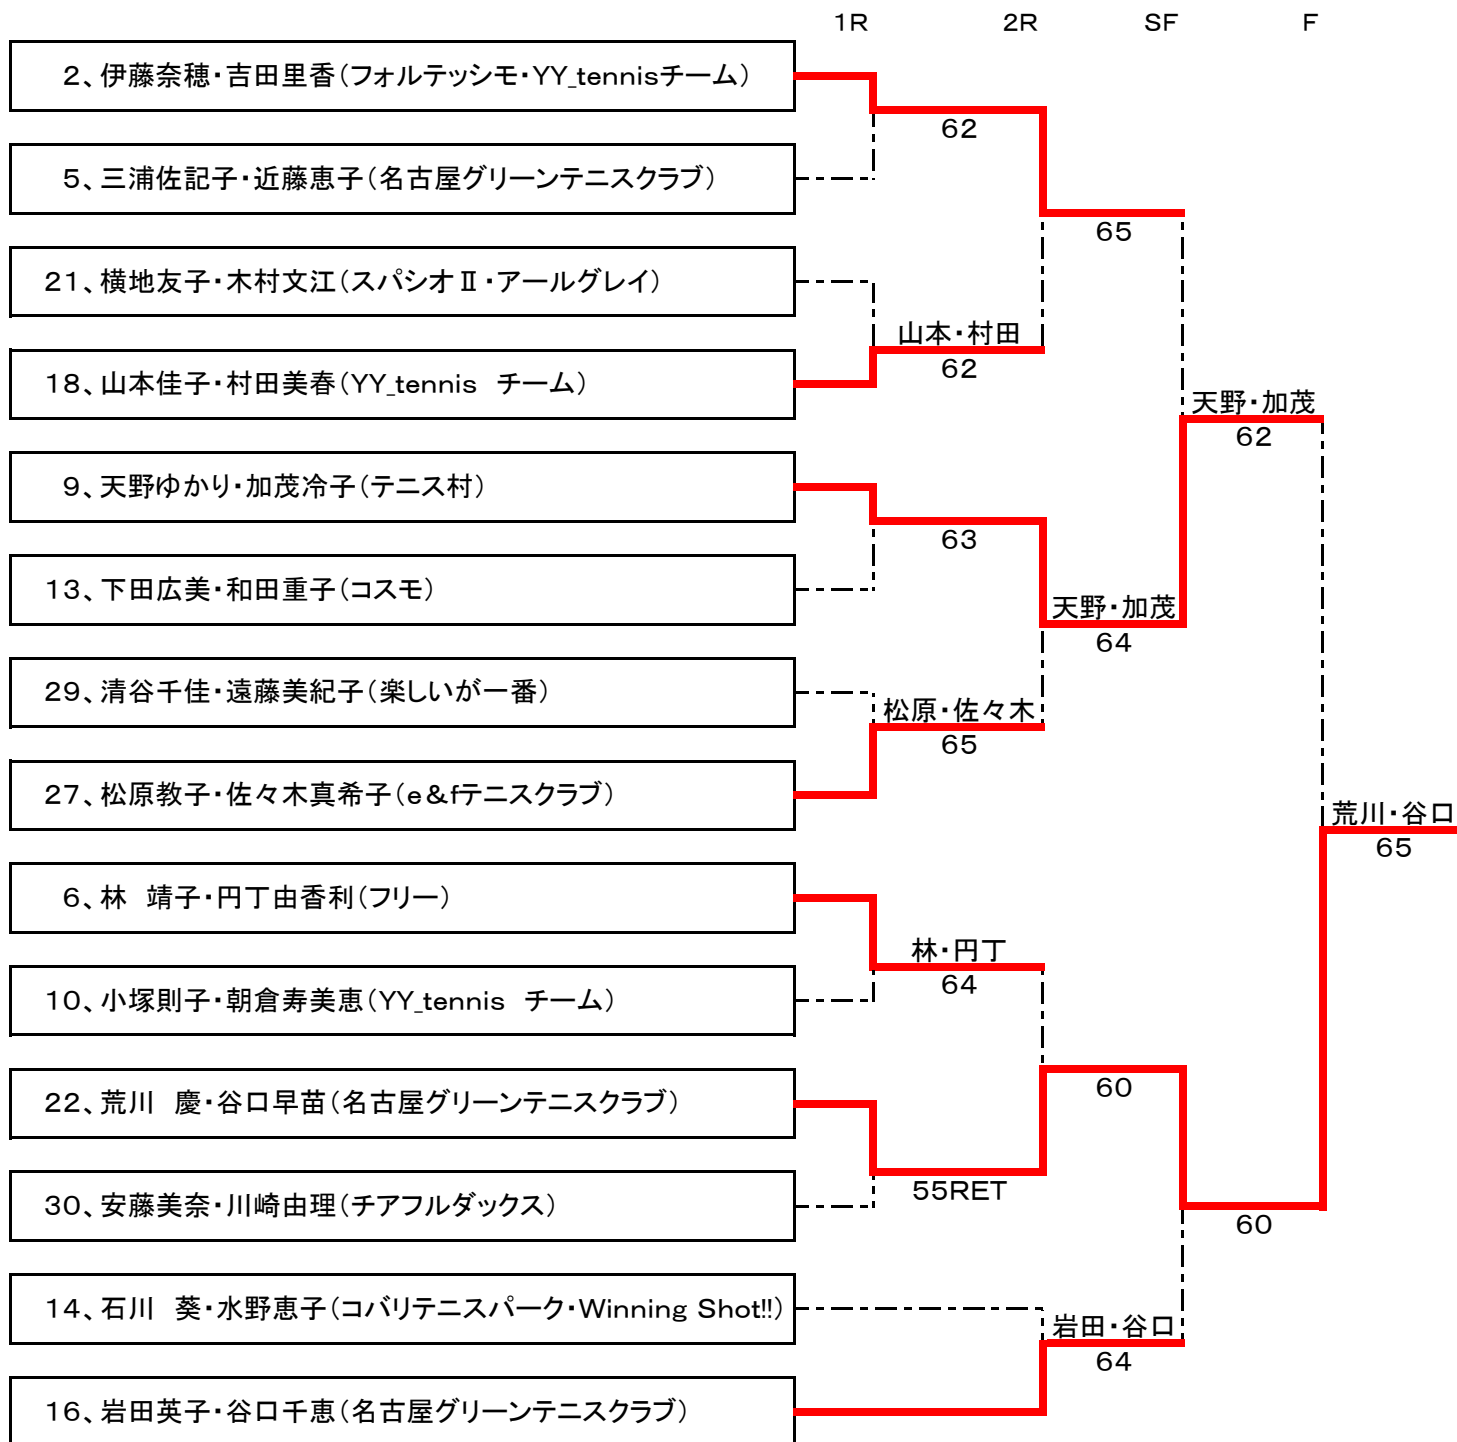 1R 2R SF F
2、伊藤奈穂・吉田里香(フォルテッシモ・YY_tennisチーム)
62
5、三浦佐記子・近藤恵子(名古屋グリーンテニスクラブ)
65
21、横地友子・木村文江(スパシオⅡ・アールグレイ)
山本・村田
62
18、山本佳子・村田美春(YY_tennis　チーム)
天野・加茂
62
9、天野ゆかり・加茂冷子(テニス村)
63
13、下田広美・和田重子(コスモ)
天野・加茂
64
29、清谷千佳・遠藤美紀子(楽しいが一番)
松原・佐々木
65
27、松原教子・佐々木真希子(e&fテニスクラブ)
荒川・谷口
65
6、林　靖子・円丁由香利(フリー)
林・円丁
64
10、小塚則子・朝倉寿美恵(YY_tennis　チーム)
60
22、荒川　慶・谷口早苗(名古屋グリーンテニスクラブ)
55RET
30、安藤美奈・川崎由理(チアフルダックス)
60
14、石川　葵・水野恵子(コバリテニスパーク・Winning Shot!!)
岩田・谷口
64
16、岩田英子・谷口千恵(名古屋グリーンテニスクラブ)